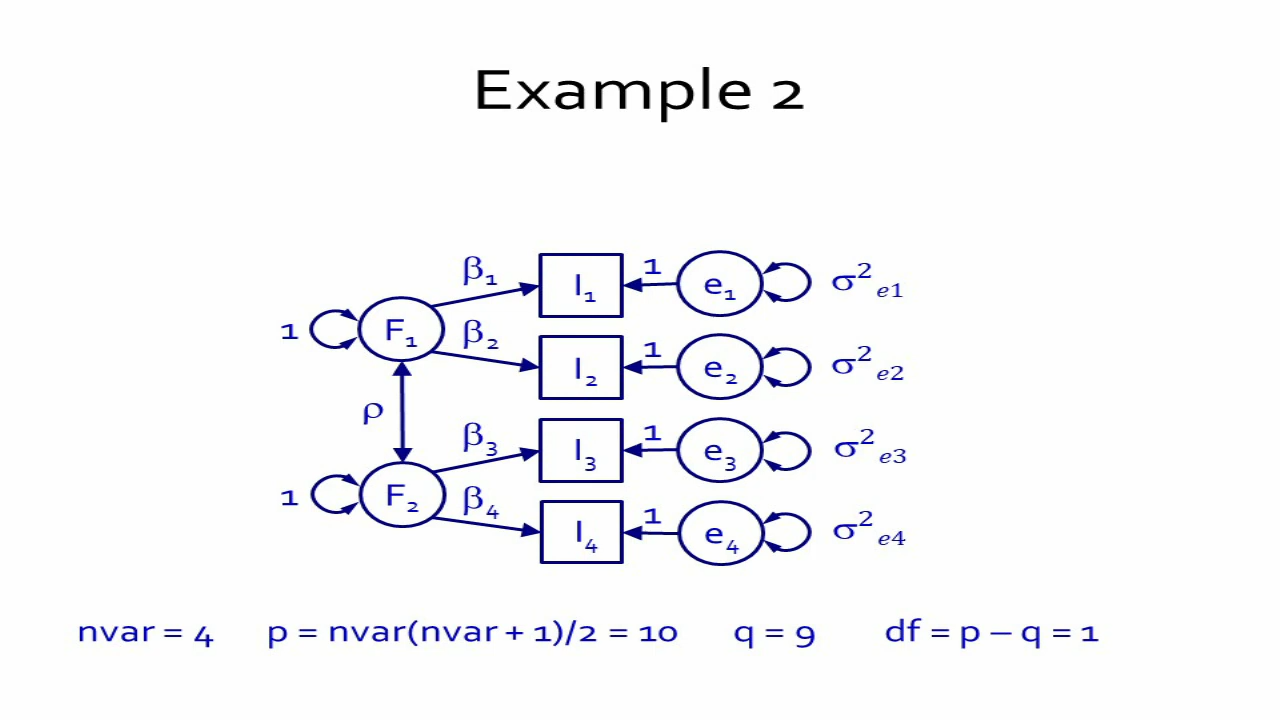 Example 2
β₁ I₁ 1 e₁ σ²ₑ₁
1 F₁ β₂ I₂ 1 e₂ σ²ₑ₂
ρ
β₃ I₃ 1 e₃ σ²ₑ₃
1 F₂ β₄ I₄ 1 e₄ σ²ₑ₄
nvar = 4 p = nvar(nvar + 1)/2 = 10 q = 9 df = p – q = 1